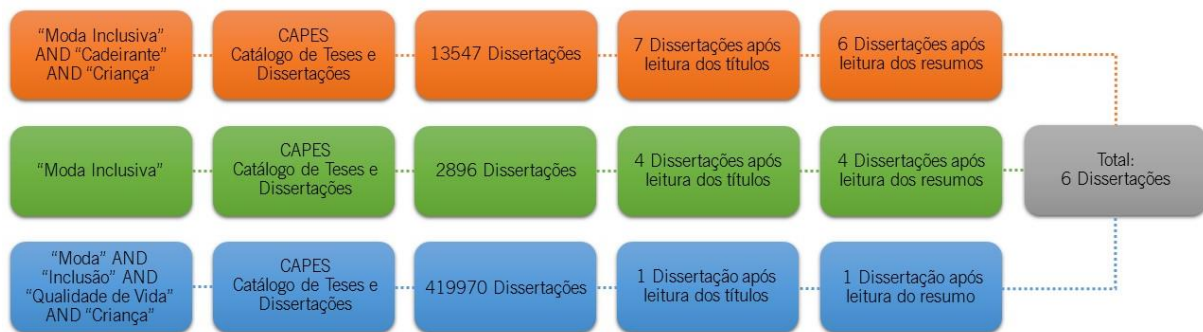 “Moda Inclusiva”
AND “Cadeirante”
AND “Criança”
CAPES
Catálogo de Teses e
Dissertações
13547 Dissertações
7 Dissertações após
leitura dos títulos
6 Dissertações após
leitura dos resumos
“Moda Inclusiva”
CAPES
Catálogo de Teses e
Dissertações
2896 Dissertações
4 Dissertações após
leitura dos títulos
4 Dissertações após
leitura dos resumos
Total:
6 Dissertações
“Moda” AND
“Inclusão” AND
“Qualidade de Vida”
AND “Criança”
CAPES
Catálogo de Teses e
Dissertações
419970 Dissertações
1 Dissertação após
leitura dos títulos
1 Dissertação após
leitura do resumo